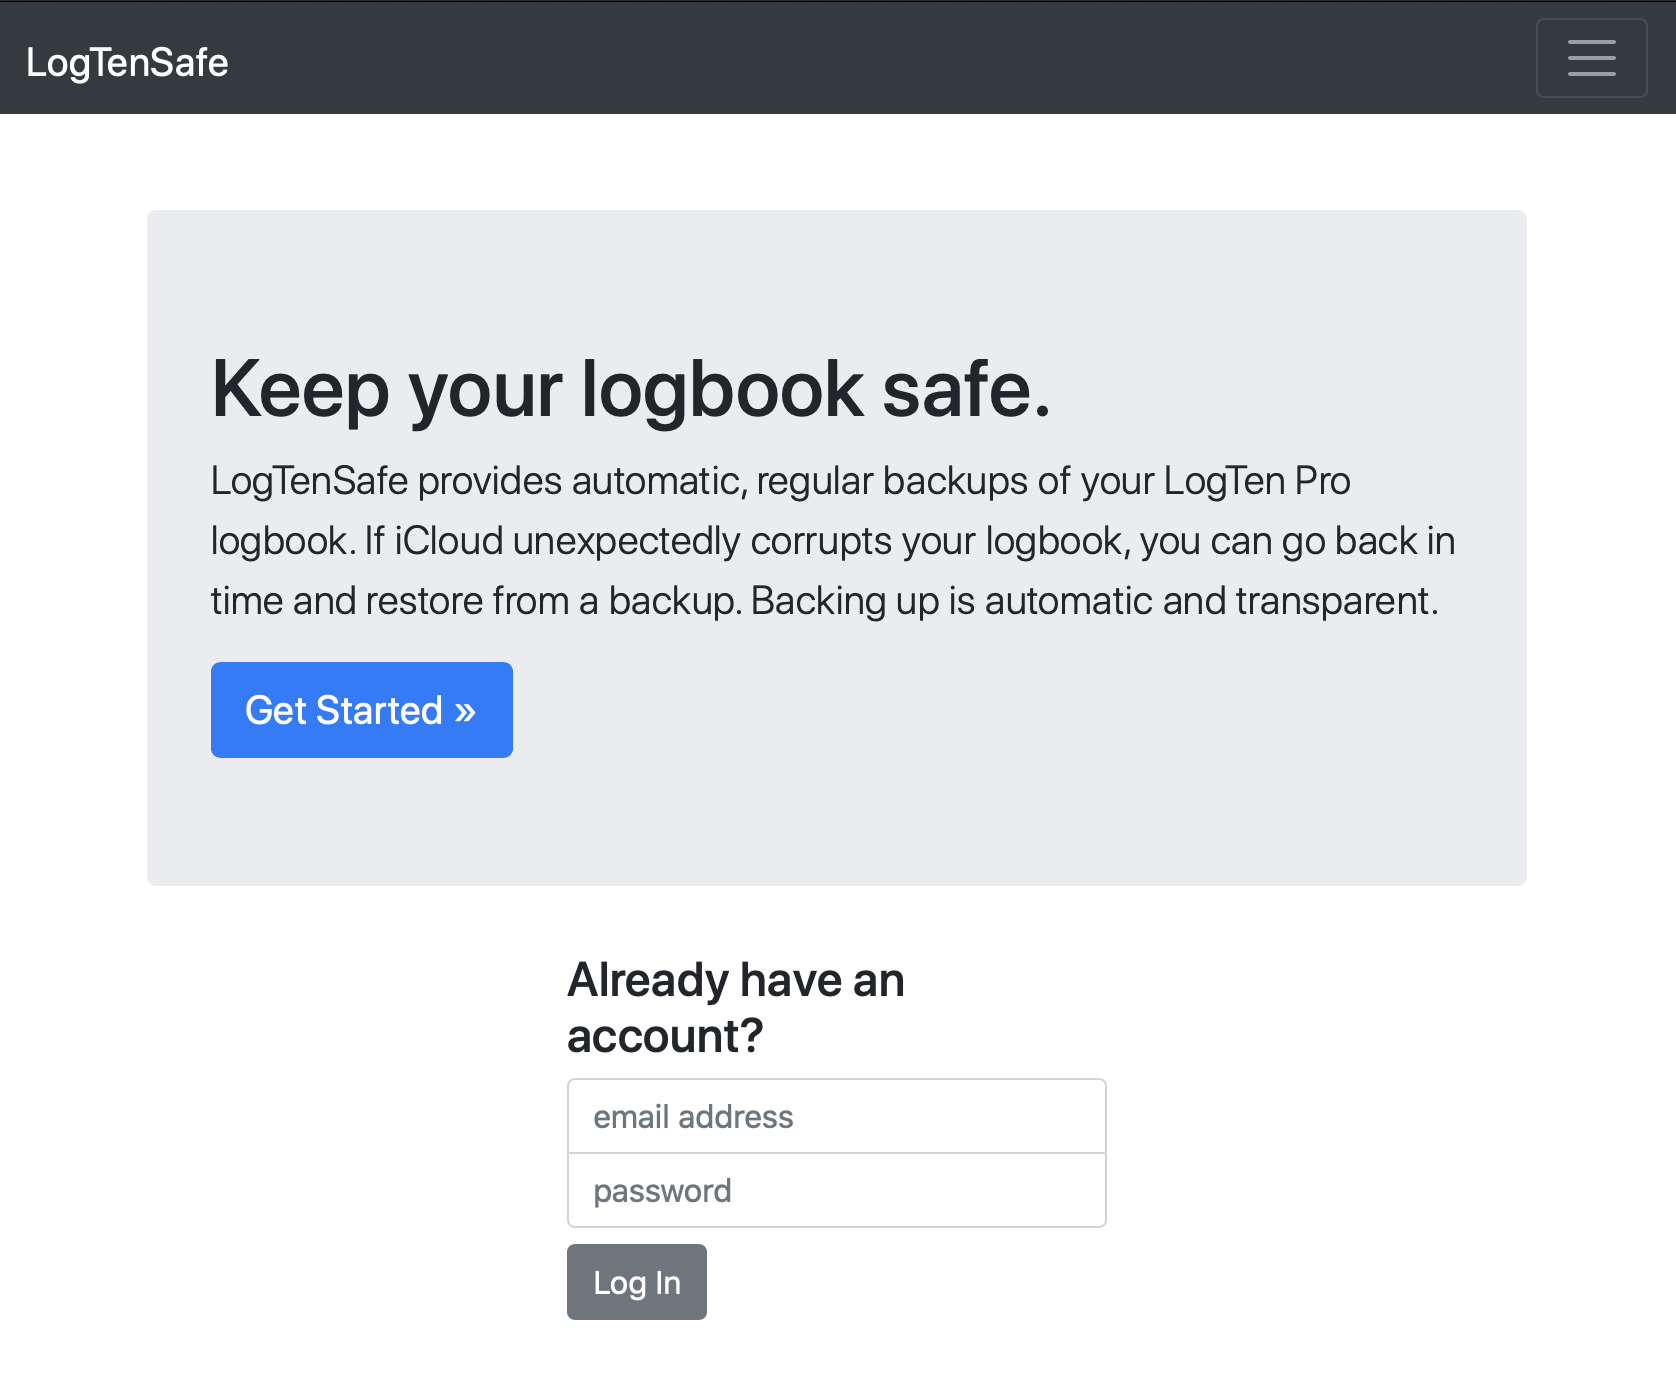 LogTenSafe
Keep your logbook safe.
LogTenSafe provides automatic, regular backups of your LogTen Pro
logbook. If iCloud unexpectedly corrupts your logbook, you can go back in
time and restore from a backup. Backing up is automatic and transparent.
Get Started »
Already have an
account?
email address
password
Log In